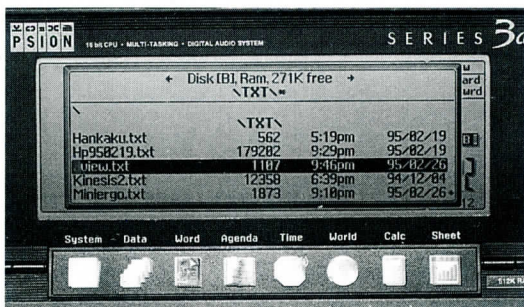 PSION 16 BIT CPU • MULTI-TASKING • DIGITAL AUDIO SYSTEM SERIES 3a
← Disk [B], Ram, 271K free →
\TXT\*
\
\TXT\
Hankaku.txt 562 5:19pm 95/02/19
Hp950219.txt 179202 9:29pm 95/02/19
view.txt 1107 9:46pm 95/02/26
Kinesis2.txt 12358 6:39pm 94/12/04
Miniergo.txt 1873 9:10pm 95/02/26
System Data Word Agenda Time World Calc Sheet
512K